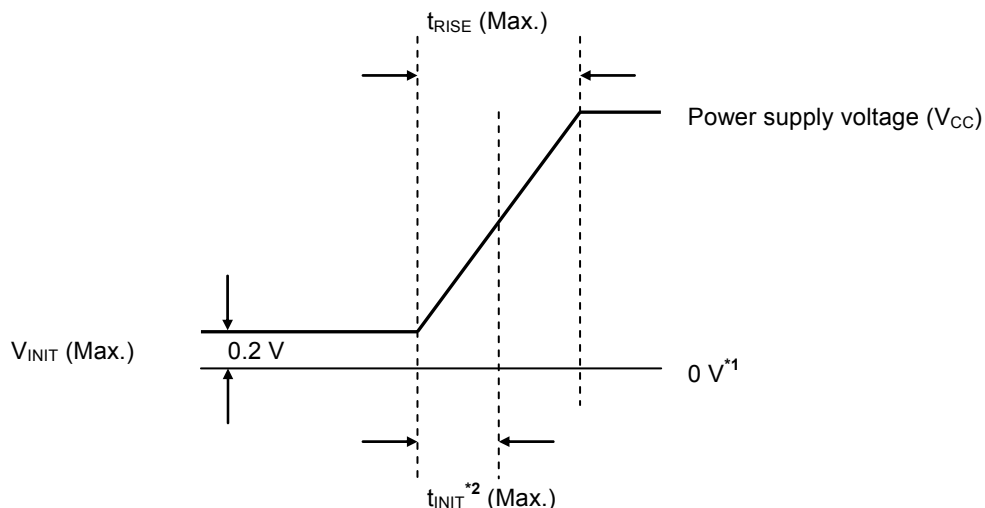 tRISE (Max.)
Power supply voltage (VCC)
VINIT (Max.)
0.2 V
0 V*1
tINIT*2 (Max.)